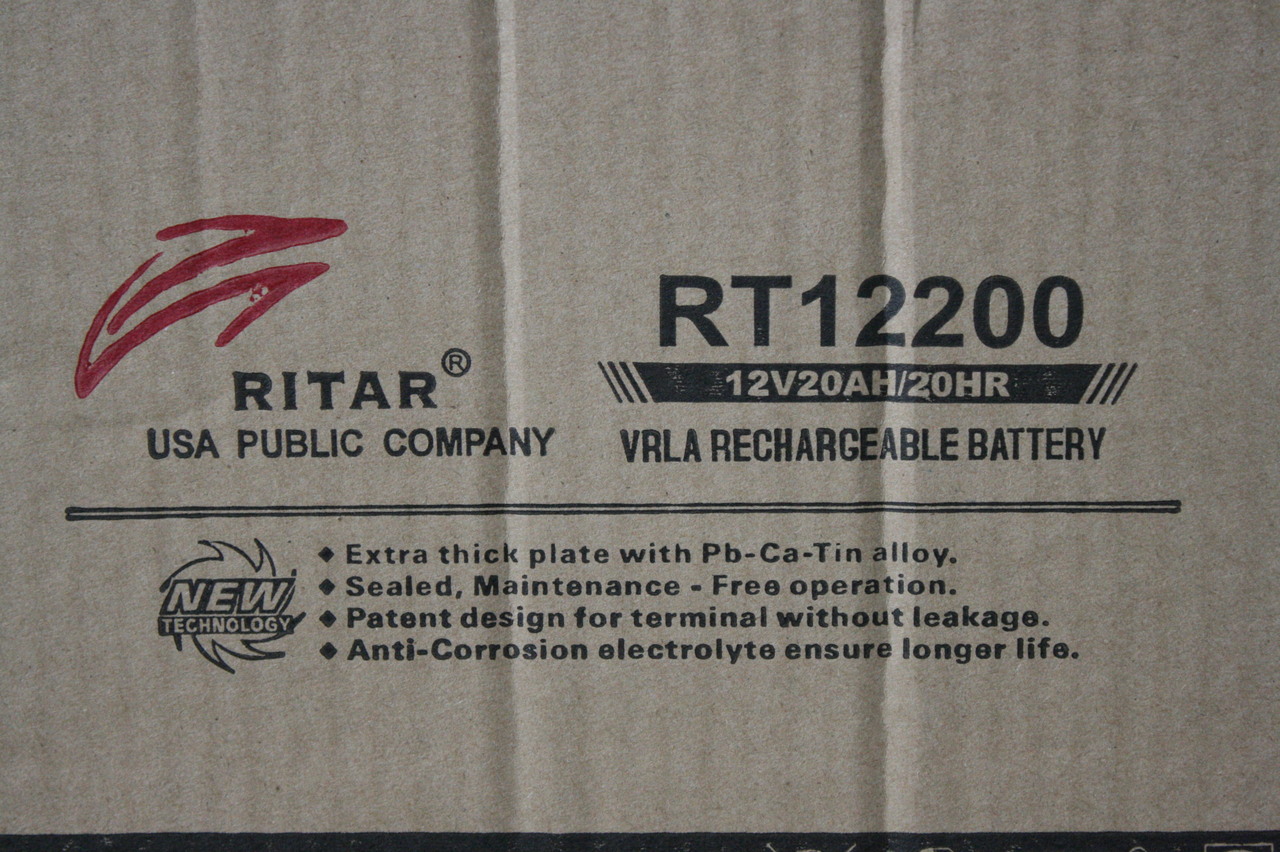 RITAR®
USA PUBLIC COMPANY
RT12200
12V20AH/20HR
VRLA RECHARGEABLE BATTERY
NEW
TECHNOLOGY
◆ Extra thick plate with Pb-Ca-Tin alloy.
◆ Sealed, Maintenance - Free operation.
◆ Patent design for terminal without leakage.
◆ Anti-Corrosion electrolyte ensure longer life.